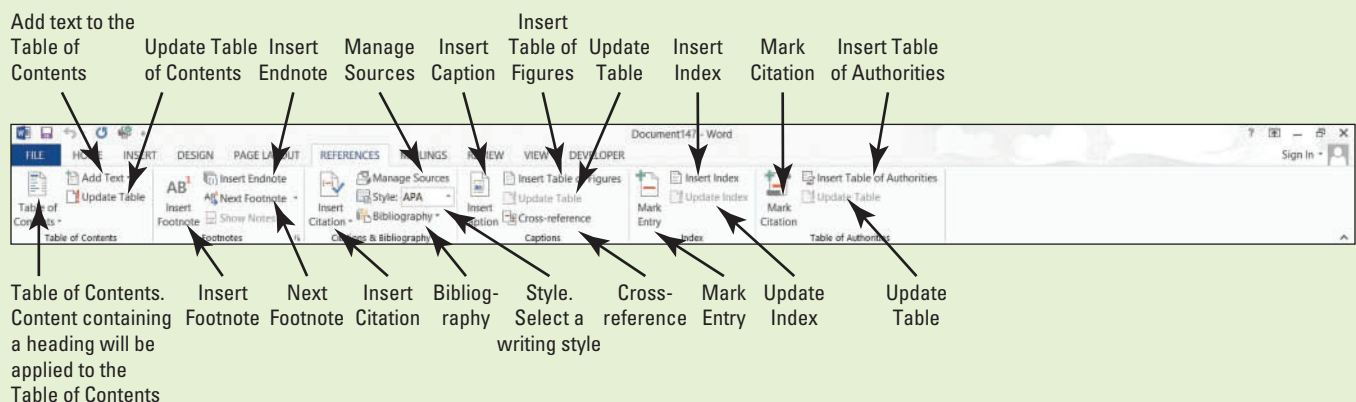 Add text to the
Table of
Contents
Update Table
of Contents
Insert
Endnote
Manage
Sources
Insert
Caption
Insert
Table of
Figures
Update
Table
Insert
Index
Mark
Citation
Insert Table
of Authorities
Document147 - Word
Sign In
FILE HOME INSERT DESIGN PAGE LAYOUT REFERENCES MAILINGS REVIEW VIEW DEVELOPER
Table of
Contents
Add Text
Update Table
Table of Contents
AB1
Insert
Footnote
Insert Endnote
AB Next Footnote
Show Notes
Footnotes
Insert
Citation
Manage Sources
Style: APA
Bibliography
Citations & Bibliography
Insert
Caption
Insert Table of Figures
Update Table
Cross-reference
Captions
Mark
Entry
Insert Index
Update Index
Index
Mark
Citation
Insert Table of Authorities
Update Table
Table of Authorities
Table of Contents.
Content containing
a heading will be
applied to the
Table of Contents
Insert
Footnote
Next
Footnote
Insert
Citation
Bibliog-
raphy
Style.
Select a
writing style
Cross-
reference
Mark
Entry
Update
Index
Update
Table